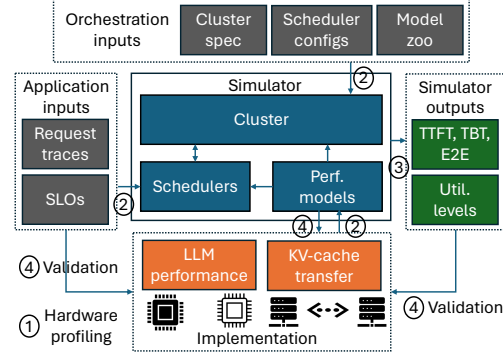 Orchestration
inputs
Cluster
spec
Scheduler
configs
Model
zoo
Application
inputs
Request
traces
SLOs
2
2
Simulator
Cluster
Schedulers
Perf.
models
Simulator
outputs
TTFT, TBT,
E2E
3
Util.
levels
4
2
4 Validation
LLM
performance
KV-cache
transfer
4
Validation
1 Hardware
profiling
Implementation